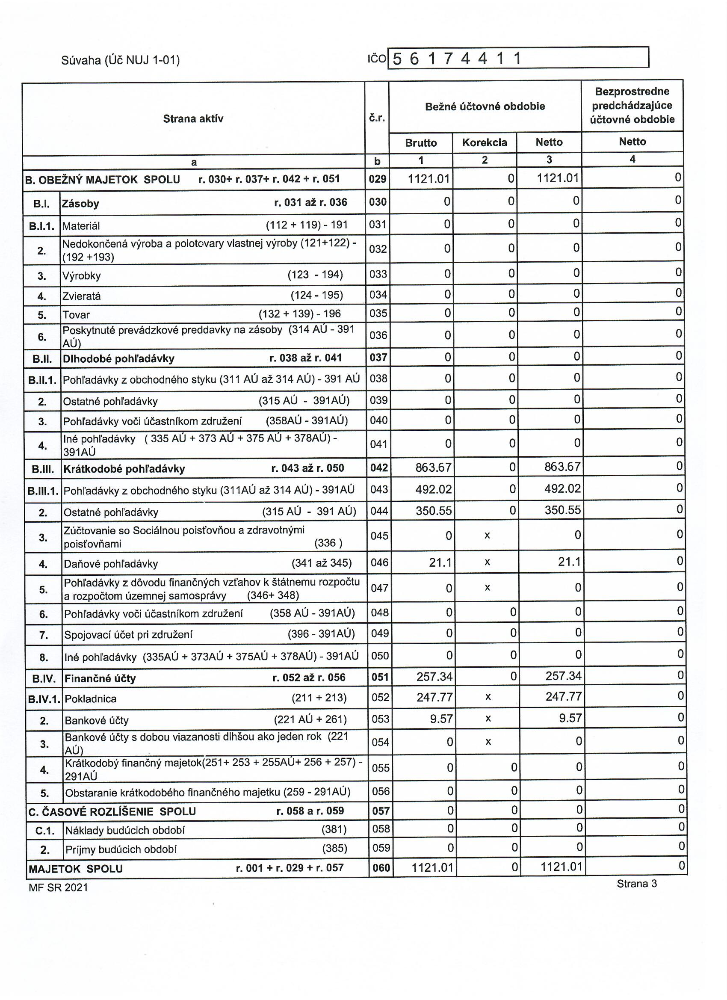 Súvaha (Úč NUJ 1-01) IČO 5 6 1 7 4 4 1 1
Strana aktív č.r. Bežné účtovné obdobie Bezprostredne predchádzajúce účtovné obdobie
Brutto Korekcia Netto Netto
a b 1 2 3 4
B. OBEŽNÝ MAJETOK SPOLU r. 030+ r. 037+ r. 042 + r. 051 029 1121.01 0 1121.01 0
B.I. Zásoby r. 031 až r. 036 030 0 0 0 0
B.I.1. Materiál (112 + 119) - 191 031 0 0 0 0
2. Nedokončená výroba a polotovary vlastnej výroby (121+122) -
(192 +193) 032 0 0 0 0
3. Výrobky (123 - 194) 033 0 0 0 0
4. Zvieratá (124 - 195) 034 0 0 0 0
5. Tovar (132 + 139) - 196 035 0 0 0 0
6. Poskytnuté prevádzkové preddavky na zásoby (314 AÚ - 391
AÚ) 036 0 0 0 0
B.II. Dlhodobé pohľadávky r. 038 až r. 041 037 0 0 0 0
B.II.1. Pohľadávky z obchodného styku (311 AÚ až 314 AÚ) - 391 AÚ 038 0 0 0 0
2. Ostatné pohľadávky (315 AÚ - 391AÚ) 039 0 0 0 0
3. Pohľadávky voči účastníkom združení (358AÚ - 391AÚ) 040 0 0 0 0
4. Iné pohľadávky ( 335 AÚ + 373 AÚ + 375 AÚ + 378AÚ) -
391AÚ 041 0 0 0 0
B.III. Krátkodobé pohľadávky r. 043 až r. 050 042 863.67 0 863.67 0
B.III.1. Pohľadávky z obchodného styku (311AÚ až 314 AÚ) - 391AÚ 043 492.02 0 492.02 0
2. Ostatné pohľadávky (315 AÚ - 391 AÚ) 044 350.55 0 350.55 0
3. Zúčtovanie so Sociálnou poisťovňou a zdravotnými
poisťovňami (336 ) 045 0 x 0 0
4. Daňové pohľadávky (341 až 345) 046 21.1 x 21.1 0
5. Pohľadávky z dôvodu finančných vzťahov k štátnemu rozpočtu
a rozpočtom územnej samosprávy (346+ 348) 047 0 x 0 0
6. Pohľadávky voči účastníkom združení (358 AÚ - 391AÚ) 048 0 0 0 0
7. Spojovací účet pri združení (396 - 391AÚ) 049 0 0 0 0
8. Iné pohľadávky (335AÚ + 373AÚ + 375AÚ + 378AÚ) - 391AÚ 050 0 0 0 0
B.IV. Finančné účty r. 052 až r. 056 051 257.34 0 257.34 0
B.IV.1. Pokladnica (211 + 213) 052 247.77 x 247.77 0
2. Bankové účty (221 AÚ + 261) 053 9.57 x 9.57 0
3. Bankové účty s dobou viazanosti dlhšou ako jeden rok (221
AÚ) 054 0 x 0 0
4. Krátkodobý finančný majetok(251+ 253 + 255AÚ+ 256 + 257) -
291AÚ 055 0 0 0 0
5. Obstaranie krátkodobého finančného majetku (259 - 291AÚ) 056 0 0 0 0
C. ČASOVÉ ROZLÍŠENIE SPOLU r. 058 a r. 059 057 0 0 0 0
C.1. Náklady budúcich období (381) 058 0 0 0 0
2. Príjmy budúcich období (385) 059 0 0 0 0
MAJETOK SPOLU r. 001 + r. 029 + r. 057 060 1121.01 0 1121.01 0
MF SR 2021 Strana 3